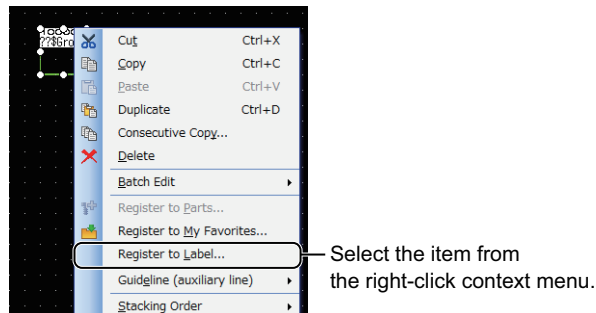 ??$Gro
Cut Ctrl+X
Copy Ctrl+C
Paste Ctrl+V
Duplicate Ctrl+D
Consecutive Copy...
Delete
Batch Edit
Register to Parts...
Register to My Favorites...
Register to Label...
Guideline (auxiliary line)
Stacking Order
Select the item from
the right-click context menu.